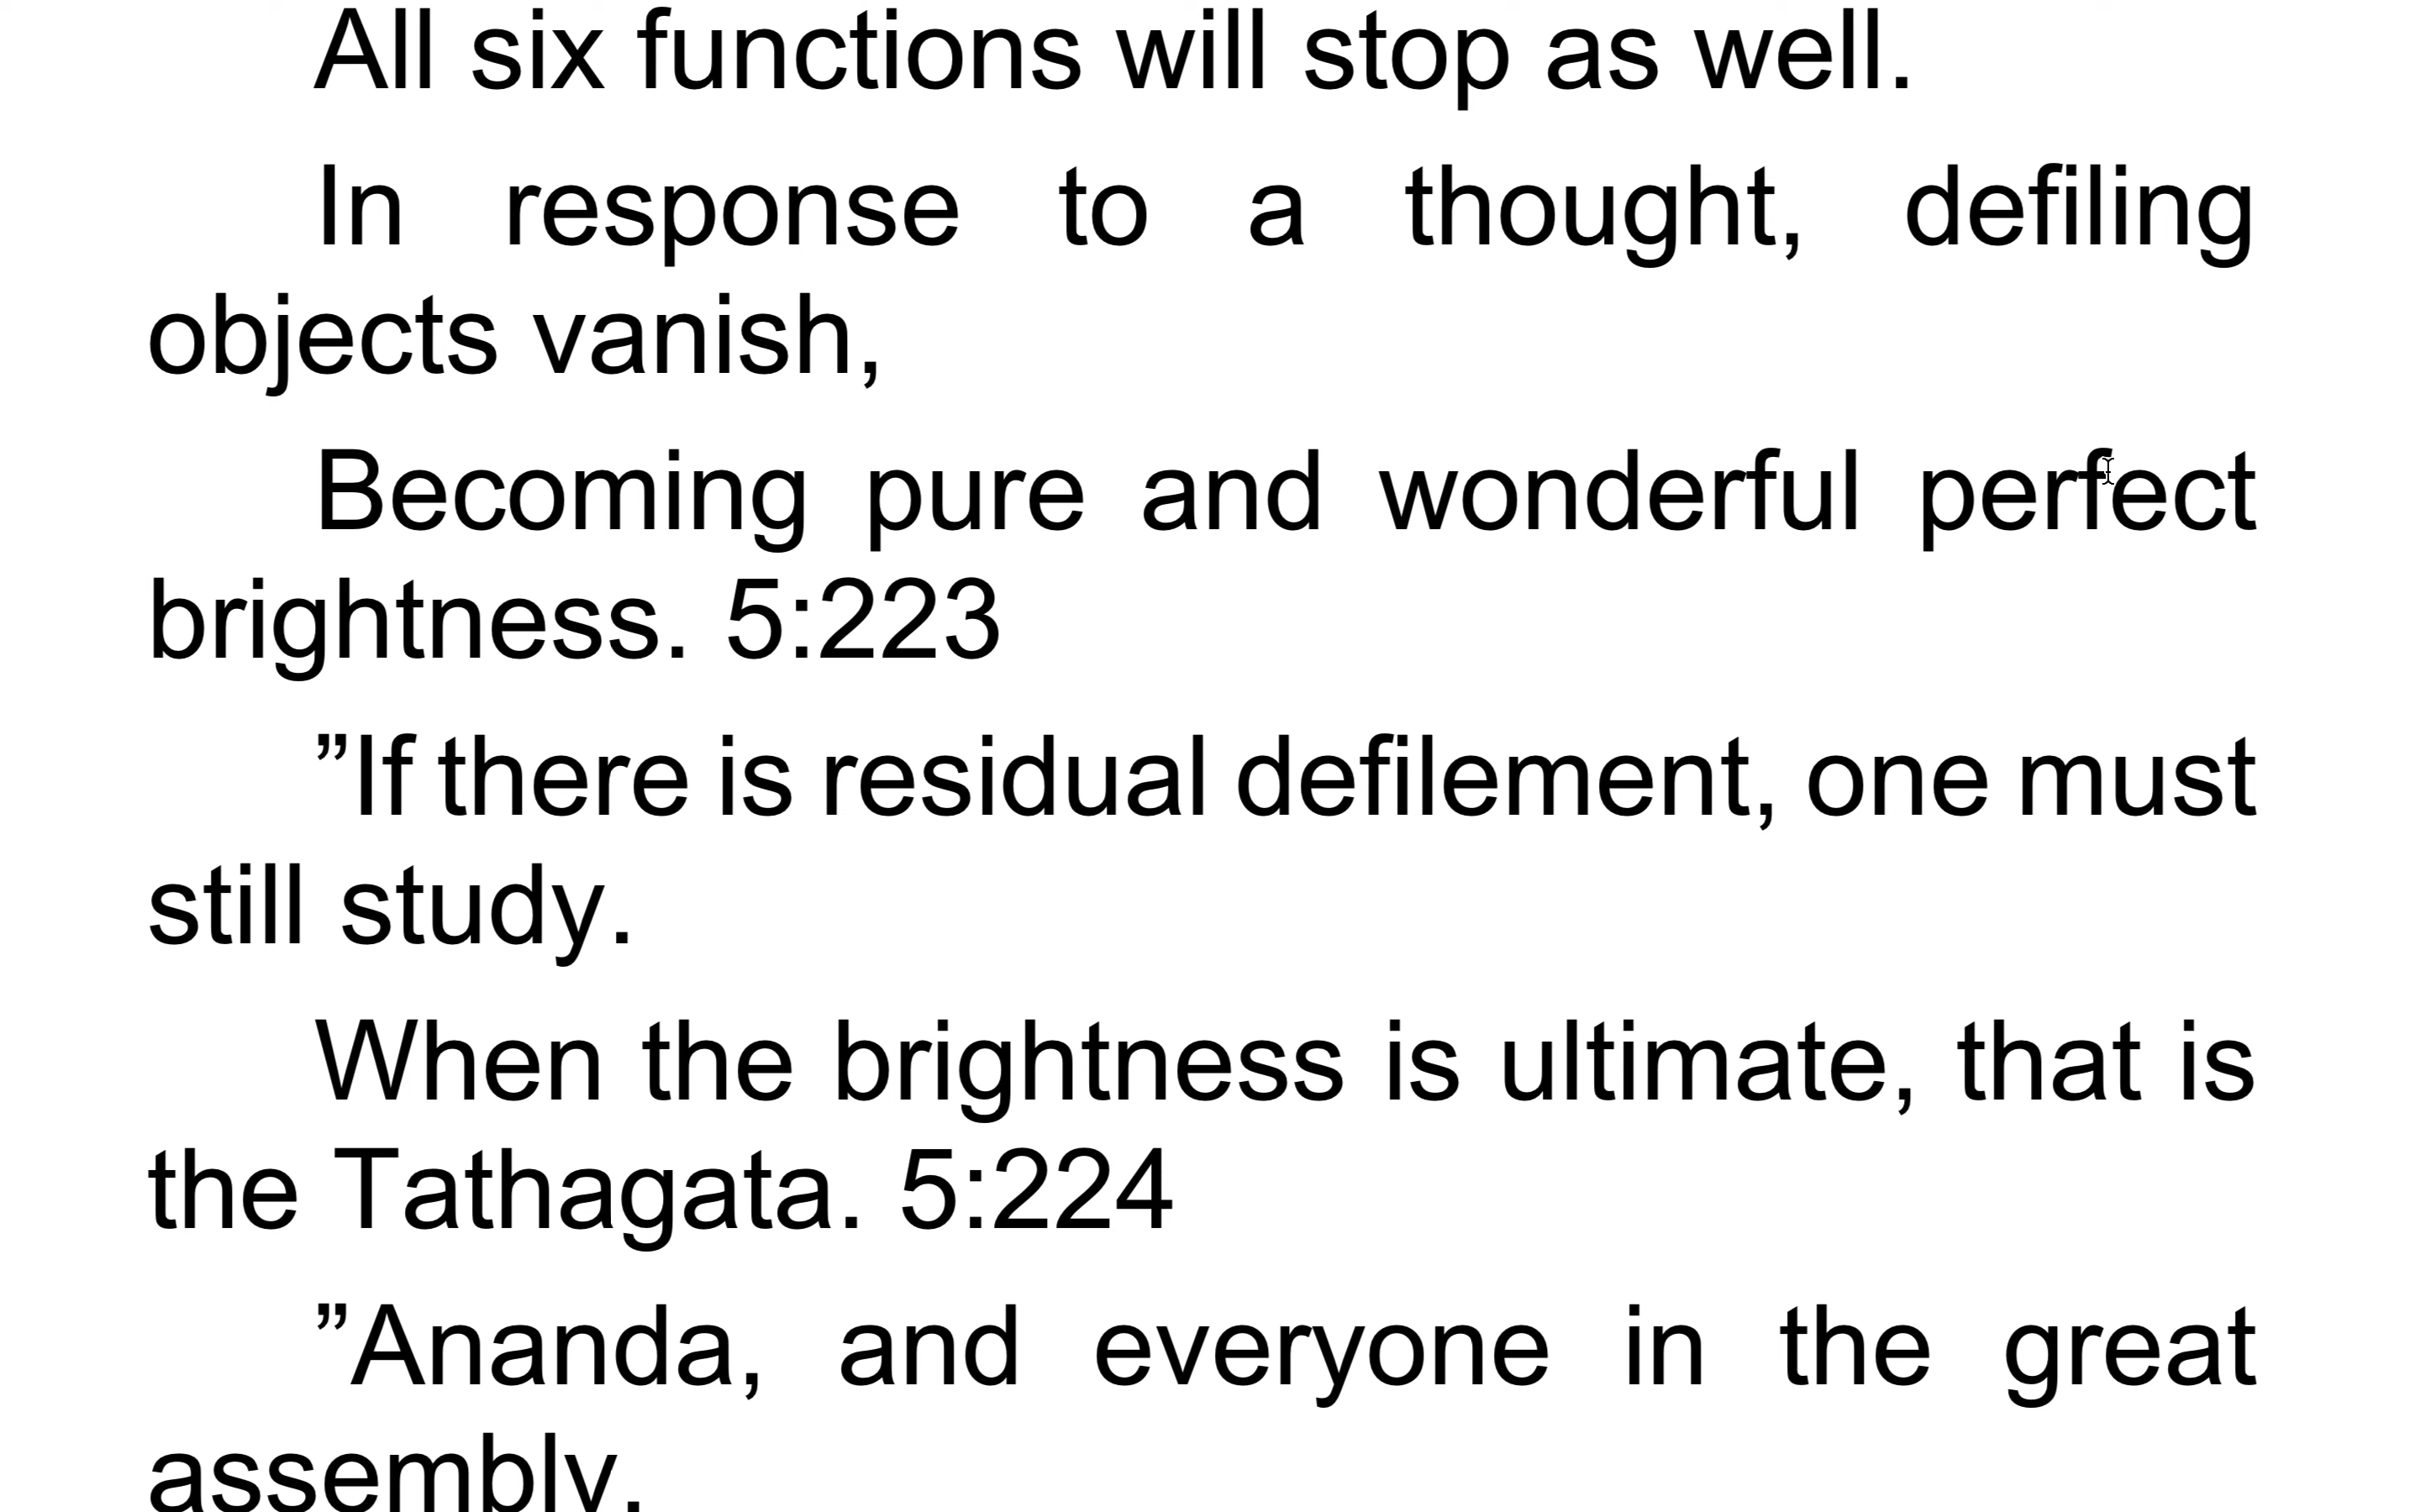 All six functions will stop as well.
In response to a thought, defiling
objects vanish,
Becoming pure and wonderful perfect
brightness. 5:223
”If there is residual defilement, one must
still study.
When the brightness is ultimate, that is
the Tathagata. 5:224
”Ananda, and everyone in the great
assembly,